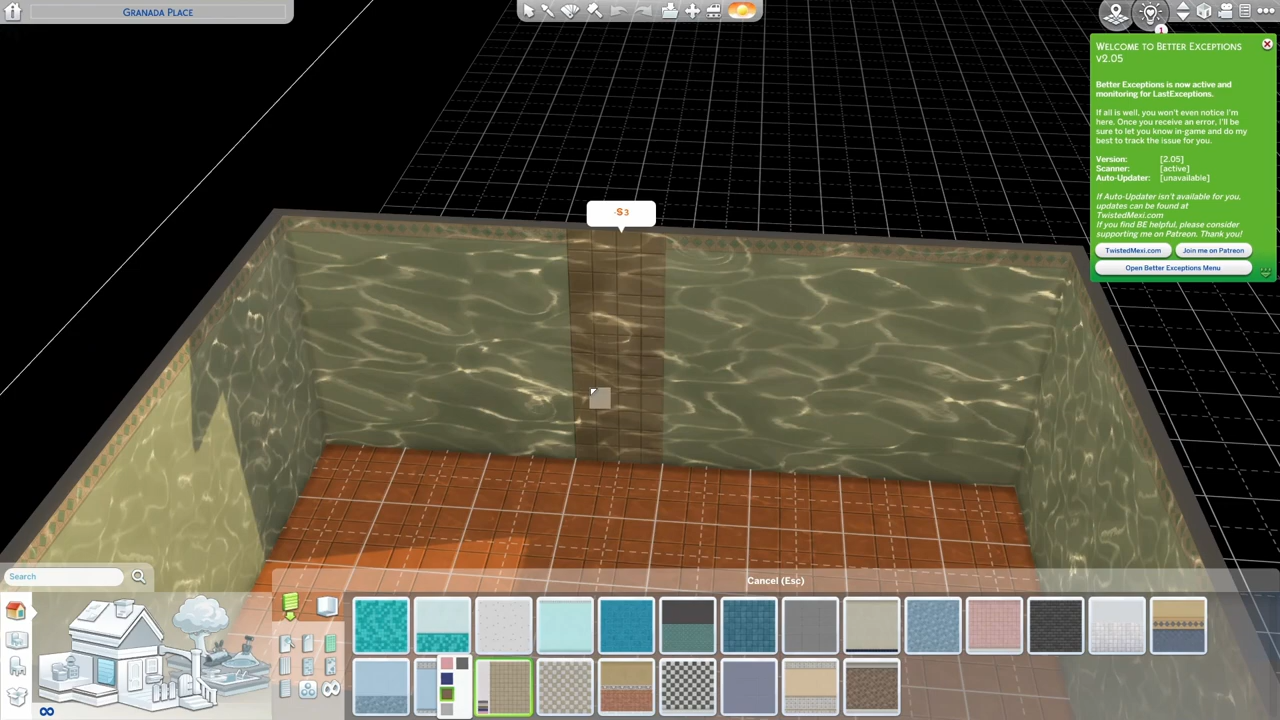 GRANADA PLACE
WELCOME TO BETTER EXCEPTIONS
V2.05
Better Exceptions is now active and
monitoring for LastExceptions.
If all is well, you won't even notice I'm
here. Once you receive an error, I'll be
sure to let you know in-game and do my
best to track the issue for you.
Version: [2.05]
Scanner: [active]
Auto-Updater: [unavailable]
If Auto-Updater isn't available for you,
updates can be found at
TwistedMexi.com
If you find BE helpful, please consider
supporting me on Patreon. Thank you!
TwistedMexi.com Join me on Patreon
Open Better Exceptions Menu
1
-§3
Search
Cancel (Esc)